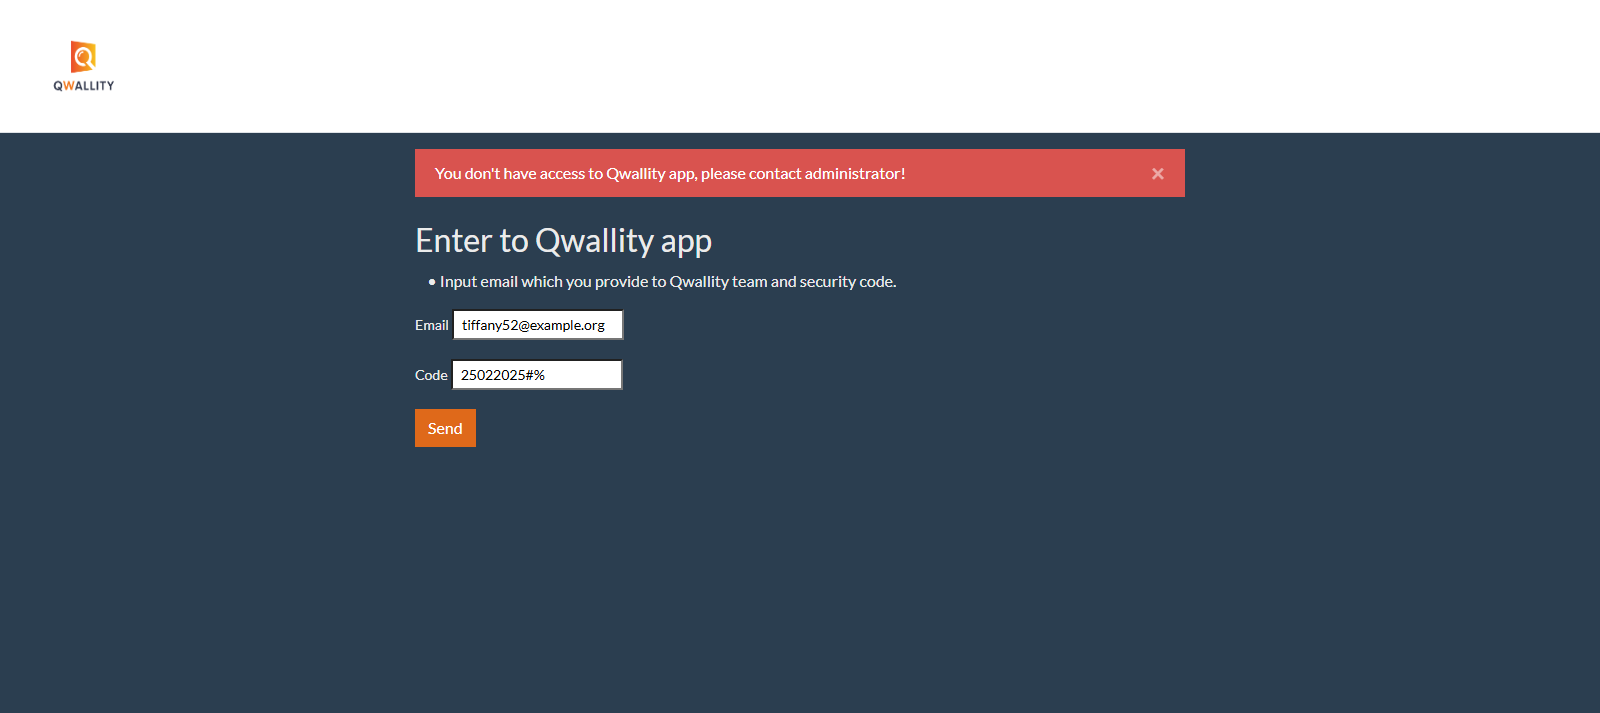 QWALLITY
You don't have access to Qwallity app, please contact administrator!
×
Enter to Qwallity app
• Input email which you provide to Qwallity team and security code.
Email tiffany52@example.org
Code 25022025#%
Send